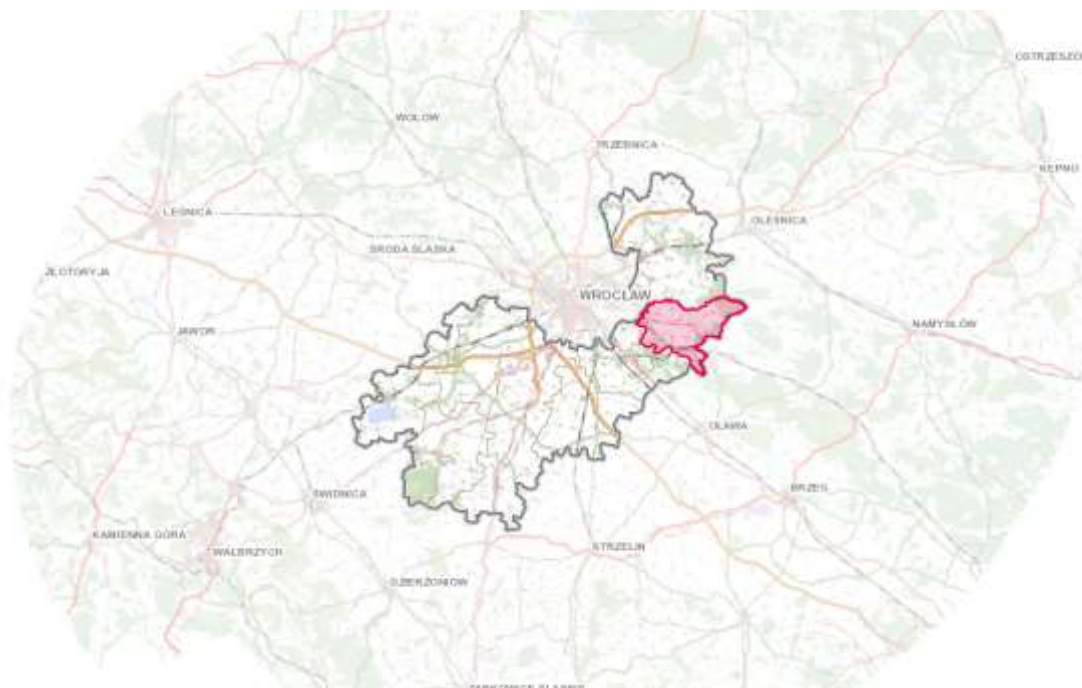 OSTRZESZÓ
WOŁÓW
TRZEBNICA
KĘPNO
LEGNICA
OLEŚNICA
ŚRODA ŚLĄSKA
ZŁOTORYJA
WROCŁAW
JAWOR
NAMYSŁÓW
OŁAWA
BRZEG
ŚWIDNICA
KAMIENNA GÓRA
WAŁBRZYCH
STRZELIN
DZIERŻONIÓW